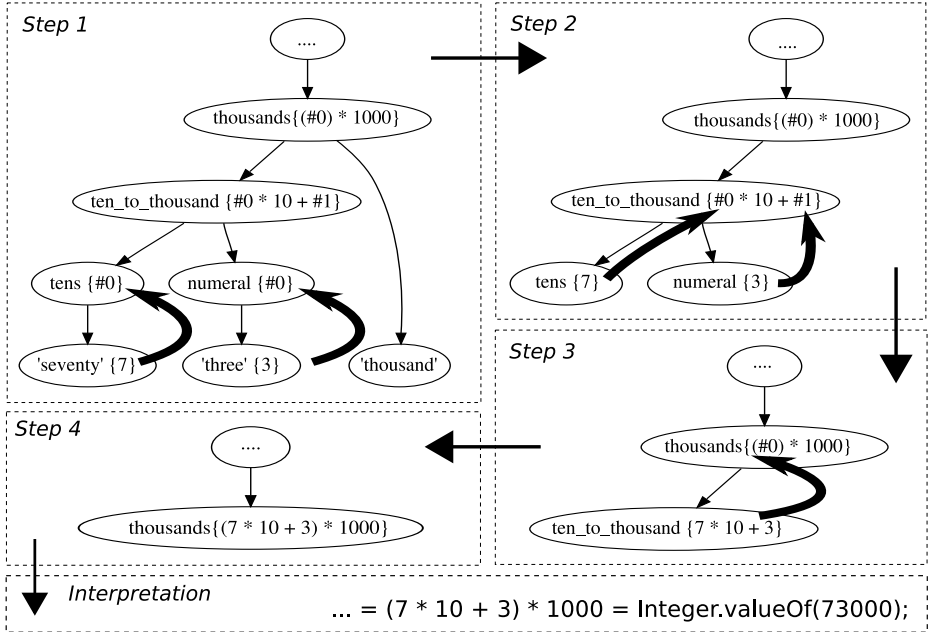 Step 1
....
thousands{(#0) * 1000}
ten_to_thousand {#0 * 10 + #1}
tens {#0}
numeral {#0}
'seventy' {7}
'three' {3}
'thousand'
Step 2
....
thousands{(#0) * 1000}
ten_to_thousand {#0 * 10 + #1}
tens {7}
numeral {3}
Step 3
....
thousands{(#0) * 1000}
ten_to_thousand {7 * 10 + 3}
Step 4
....
thousands{(7 * 10 + 3) * 1000}
Interpretation
... = (7 * 10 + 3) * 1000 = Integer.valueOf(73000);